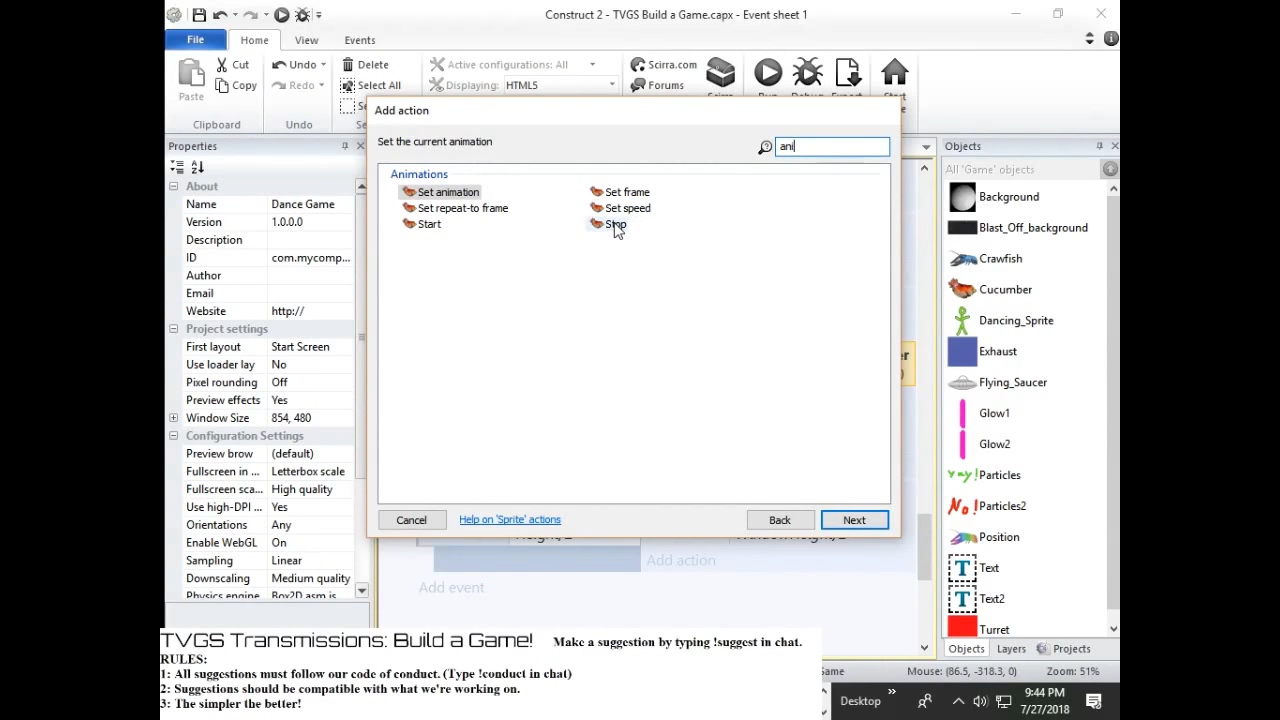 Construct 2 - TVGS Build a Game.capx - Event sheet 1
File Home View Events
Paste
Cut
Copy
Clipboard
Undo
Redo
Undo
Delete
Select All
Active configurations: All
Displaying: HTML5
Scirra.com
Forums
Properties
About
Name Dance Game
Version 1.0.0.0
Description
ID com.mycomp...
Author
Email
Website http://
Project settings
First layout Start Screen
Use loader lay No
Pixel rounding Off
Preview effects Yes
Window Size 854, 480
Configuration Settings
Preview brow (default)
Fullscreen in ... Letterbox scale
Fullscreen sca... High quality
Use high-DPI ... Yes
Orientations Any
Enable WebGL On
Sampling Linear
Downscaling Medium quality
Add action
Set the current animation
ani
Animations
Set animation Set frame
Set repeat-to frame Set speed
Start Stop
Cancel Help on 'Sprite' actions Back Next
Add action
Add event
Objects
All 'Game' objects
Background
Blast_Off_background
Crawfish
Cucumber
Dancing_Sprite
Exhaust
Flying_Saucer
Glow1
Glow2
yay! Particles
No! Particles2
Position
T Text
T Text2
Turret
Objects Layers Projects
Mouse: (86.5, -318.3, 0) Zoom: 51%
TVGS Transmissions: Build a Game! Make a suggestion by typing !suggest in chat.
RULES:
1: All suggestions must follow our code of conduct. (Type !conduct in chat)
2: Suggestions should be compatible with what we're working on.
3: The simpler the better!
Desktop
9:44 PM
7/27/2018